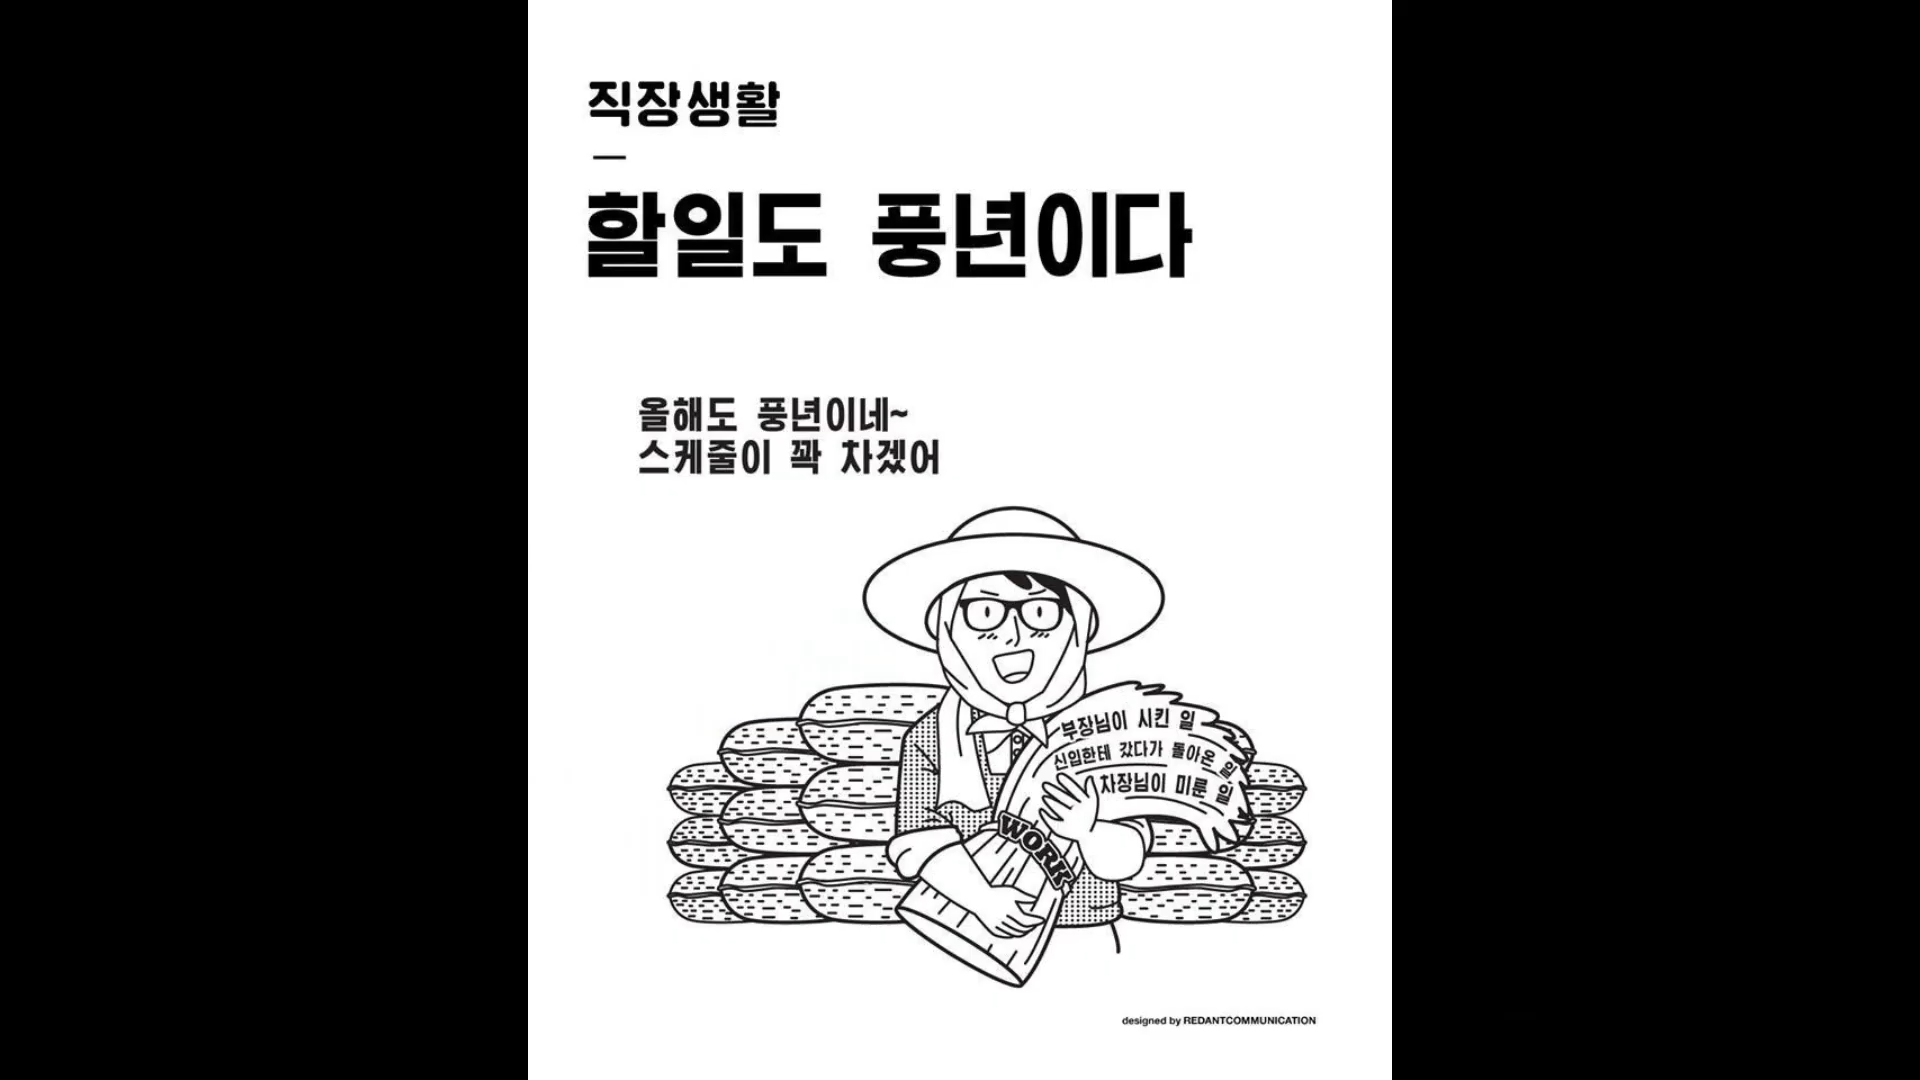 직장생활
할일도 풍년이다
올해도 풍년이네~
스케줄이 꽉 차겠어
부장님이 시킨 일
신입한테 갔다가 돌아온 일
차장님이 미룬 일
WORK
designed by REDANTCOMMUNICATION